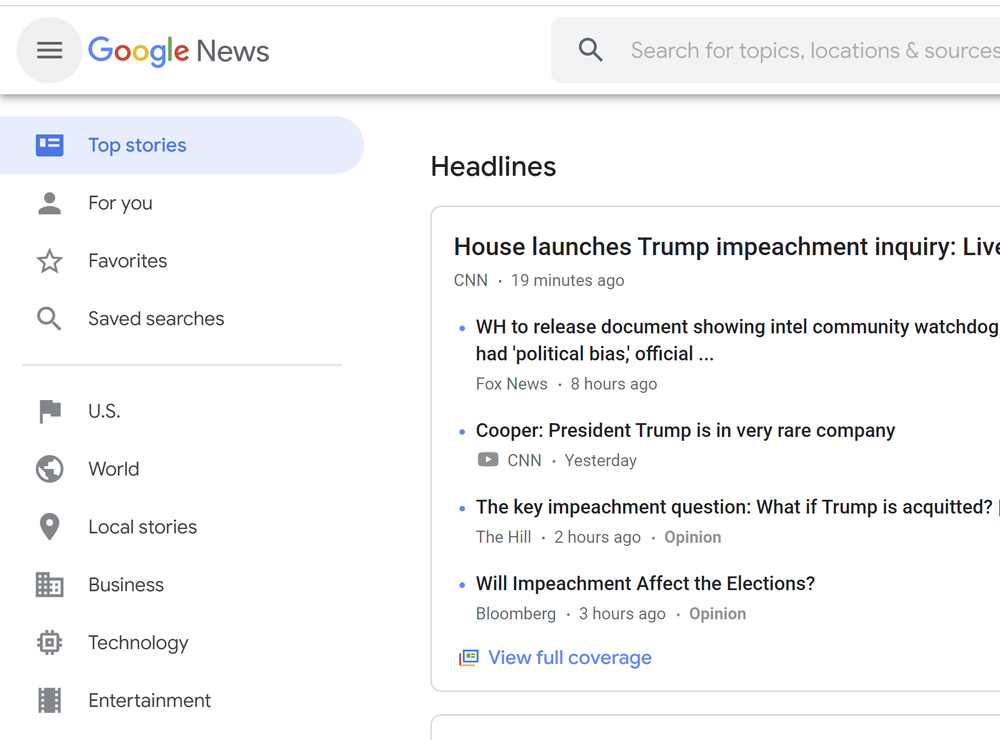 Google News
Search for topics, locations & sources
Top stories
For you
Favorites
Saved searches
U.S.
World
Local stories
Business
Technology
Entertainment
Headlines
House launches Trump impeachment inquiry: Live
CNN · 19 minutes ago
WH to release document showing intel community watchdog
had 'political bias,' official ...
Fox News · 8 hours ago
Cooper: President Trump is in very rare company
CNN · Yesterday
The key impeachment question: What if Trump is acquitted? |
The Hill · 2 hours ago · Opinion
Will Impeachment Affect the Elections?
Bloomberg · 3 hours ago · Opinion
View full coverage